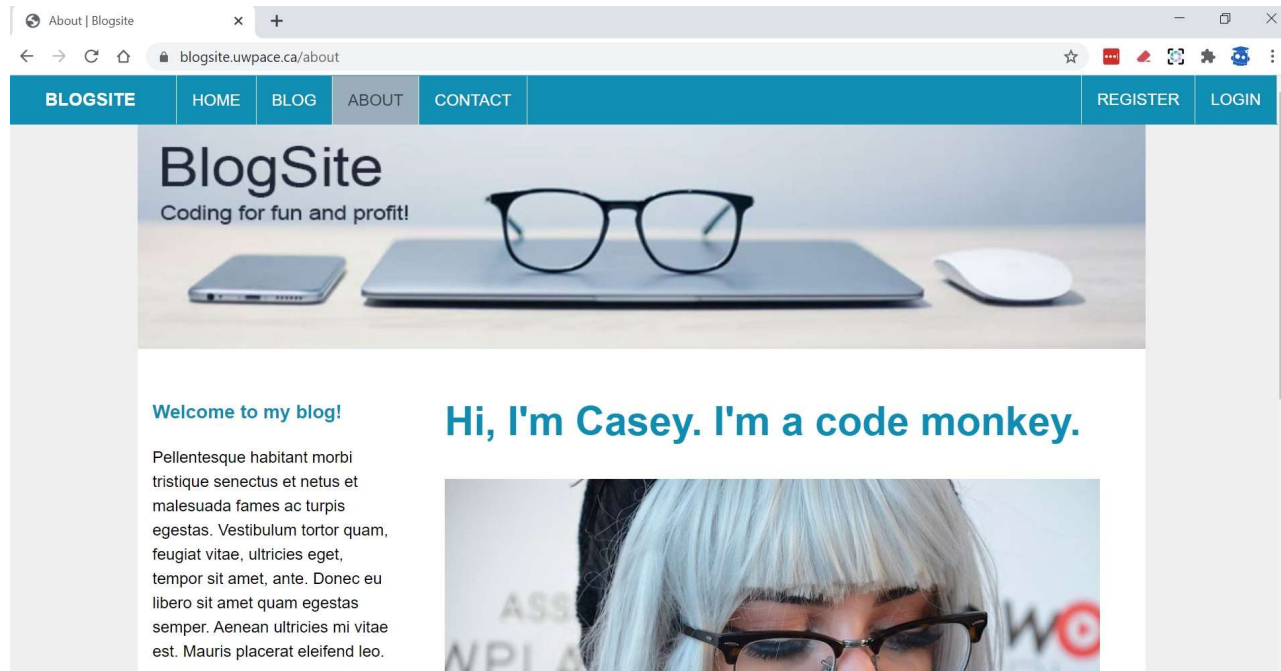 About | Blogsite
blogsite.uwpace.ca/about
BLOGSITE HOME BLOG ABOUT CONTACT REGISTER LOGIN
BlogSite
Coding for fun and profit!
Welcome to my blog!
Pellentesque habitant morbi
tristique senectus et netus et
malesuada fames ac turpis
egestas. Vestibulum tortor quam,
feugiat vitae, ultricies eget,
tempor sit amet, ante. Donec eu
libero sit amet quam egestas
semper. Aenean ultricies mi vitae
est. Mauris placerat eleifend leo.
Hi, I'm Casey. I'm a code monkey.
ASSE
WPLA
WO